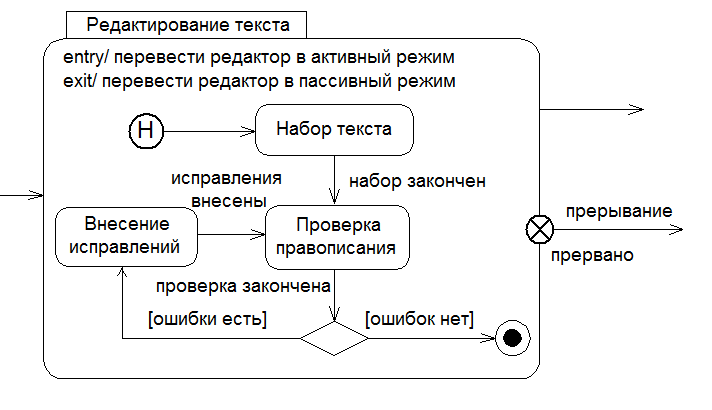 Редактирование текста
entry/ перевести редактор в активный режим
exit/ перевести редактор в пассивный режим
H
Набор текста
исправления
внесены
набор закончен
Внесение
исправлений
Проверка
правописания
прерывание
прервано
проверка закончена
[ошибки есть]
[ошибок нет]